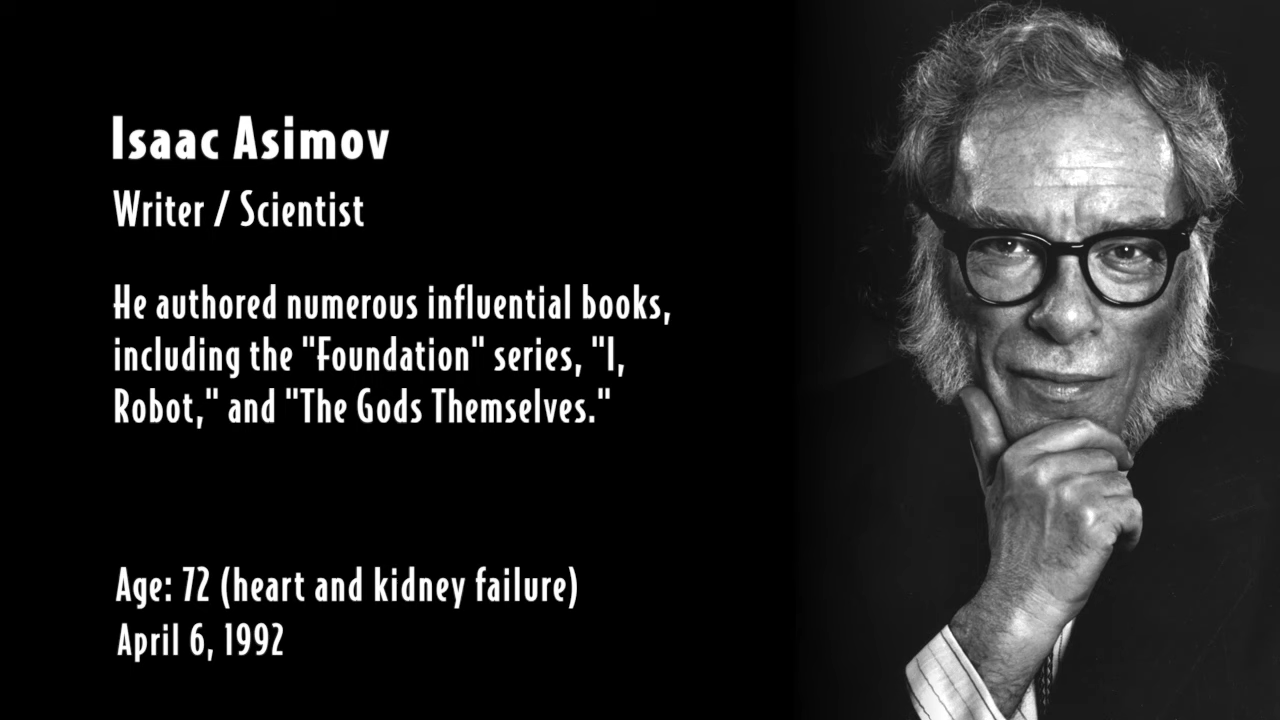 Isaac Asimov
Writer / Scientist
He authored numerous influential books,
including the "Foundation" series, "I,
Robot," and "The Gods Themselves."
Age: 72 (heart and kidney failure)
April 6, 1992